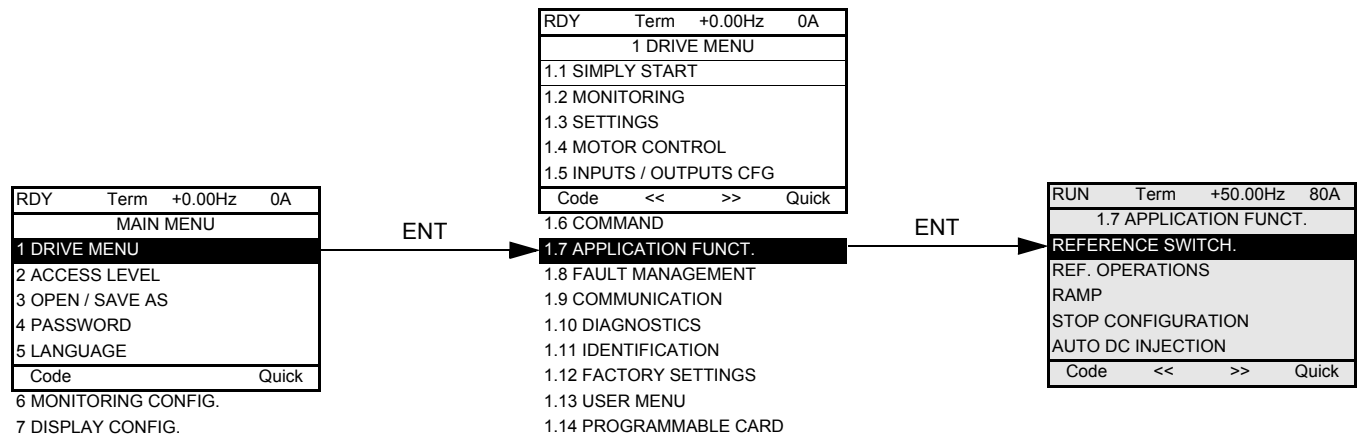 RDY Term +0.00Hz 0A
MAIN MENU
1 DRIVE MENU
2 ACCESS LEVEL
3 OPEN / SAVE AS
4 PASSWORD
5 LANGUAGE
Code Quick
6 MONITORING CONFIG.
7 DISPLAY CONFIG.
ENT
RDY Term +0.00Hz 0A
1 DRIVE MENU
1.1 SIMPLY START
1.2 MONITORING
1.3 SETTINGS
1.4 MOTOR CONTROL
1.5 INPUTS / OUTPUTS CFG
Code << >> Quick
1.6 COMMAND
1.7 APPLICATION FUNCT.
1.8 FAULT MANAGEMENT
1.9 COMMUNICATION
1.10 DIAGNOSTICS
1.11 IDENTIFICATION
1.12 FACTORY SETTINGS
1.13 USER MENU
1.14 PROGRAMMABLE CARD
ENT
RUN Term +50.00Hz 80A
1.7 APPLICATION FUNCT.
REFERENCE SWITCH.
REF. OPERATIONS
RAMP
STOP CONFIGURATION
AUTO DC INJECTION
Code << >> Quick